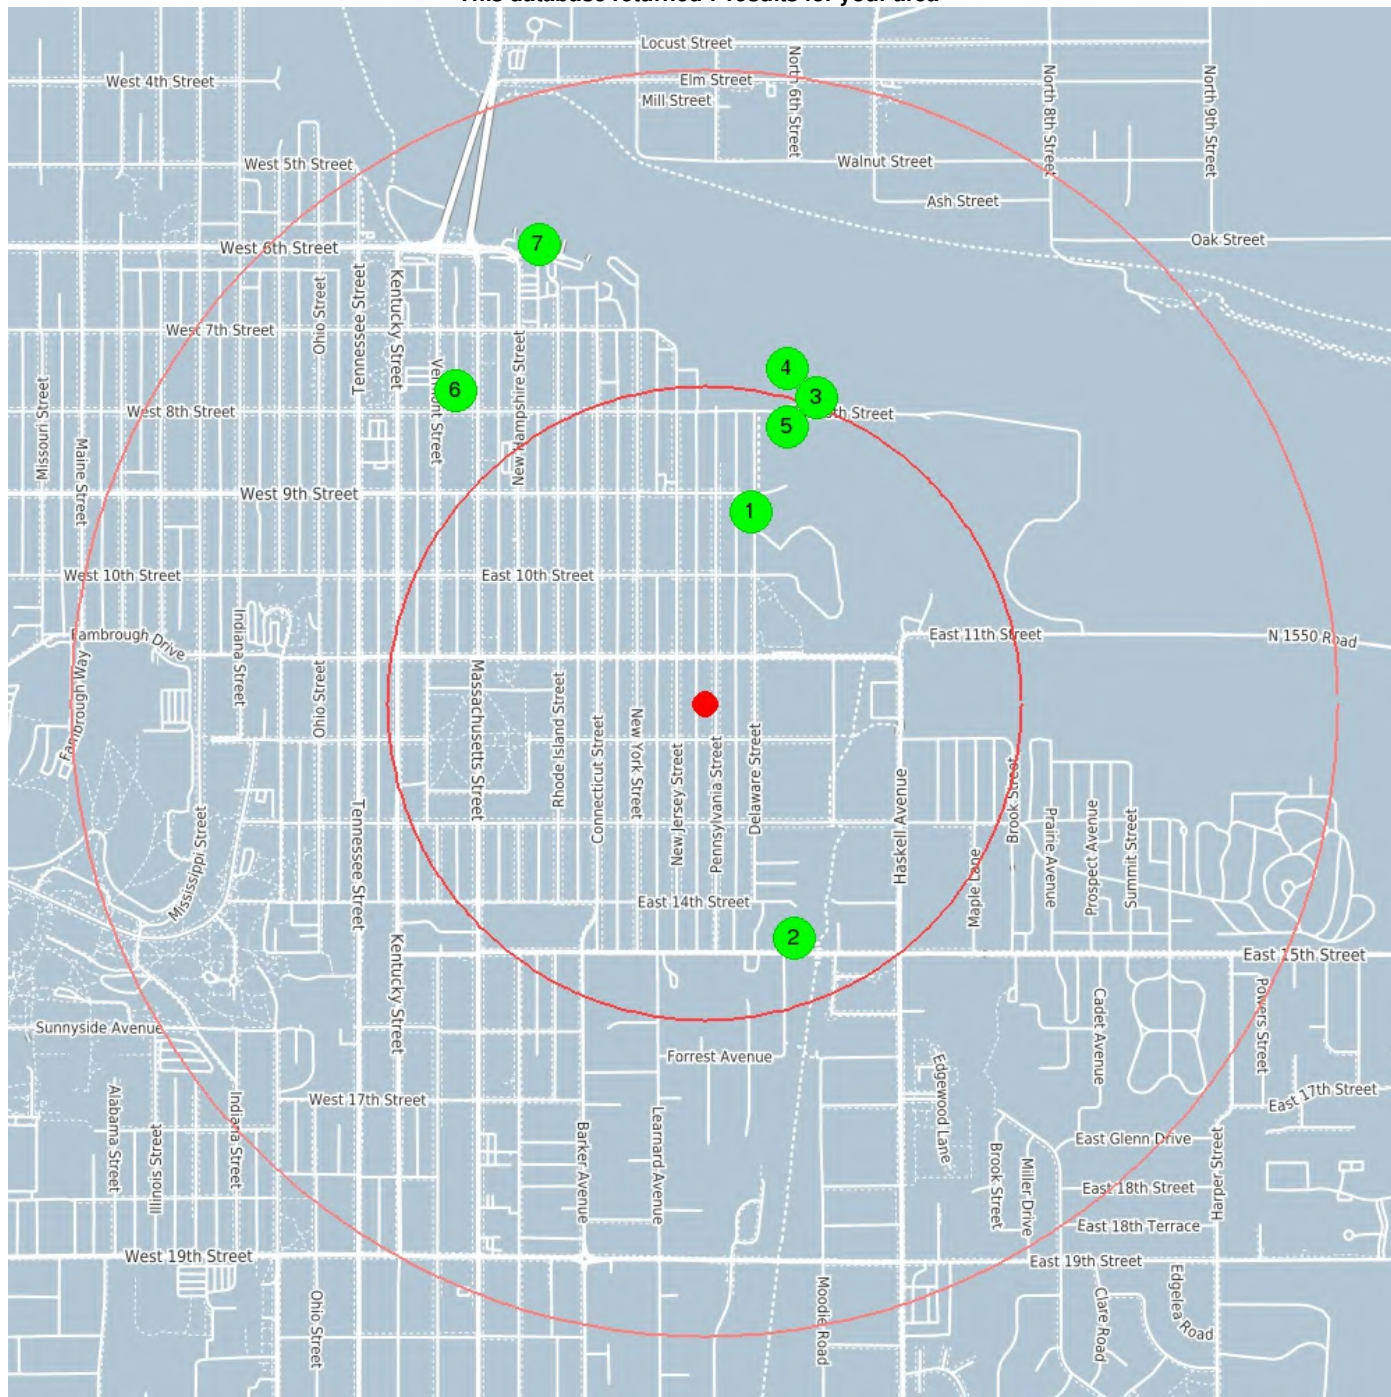 This database returned 7 results for your area
Locust Street
West 4th Street
Elm Street
Mill Street
North 6th Street
North 8th Street
North 9th Street
West 5th Street
Walnut Street
Ash Street
Oak Street
West 6th Street
7
Ohio Street
Tennessee Street
Kentucky Street
West 7th Street
New Hampshire Street
Vermont Street
4
6
3
Missouri Street
West 8th Street
8th Street
5
Maine Street
West 9th Street
1
West 10th Street
East 10th Street
Indiana Street
Fambrough Drive
East 11th Street
N 1550 Road
Fambrough Way
Ohio Street
Massachusetts Street
Rhode Island Street
Connecticut Street
New York Street
New Jersey Street
Pennsylvania Street
Delaware Street
Haskell Avenue
Brook Street
Mississippi Street
Tennessee Street
Maple Lane
Prairie Avenue
Prospect Avenue
Summit Street
East 14th Street
2
Kentucky Street
East 15th Street
Sunnyside Avenue
Cadet Avenue
Powers Street
Forrest Avenue
Edgewood Lane
Alabama Street
Illinois Street
Indiana Street
West 17th Street
East 17th Street
Barker Avenue
Learnard Avenue
Brook Street
Miller Drive
East Glenn Drive
Harper Street
East 18th Street
East 18th Terrace
West 19th Street
East 19th Street
Ohio Street
Moodie Road
Clare Road
Edgelea Road